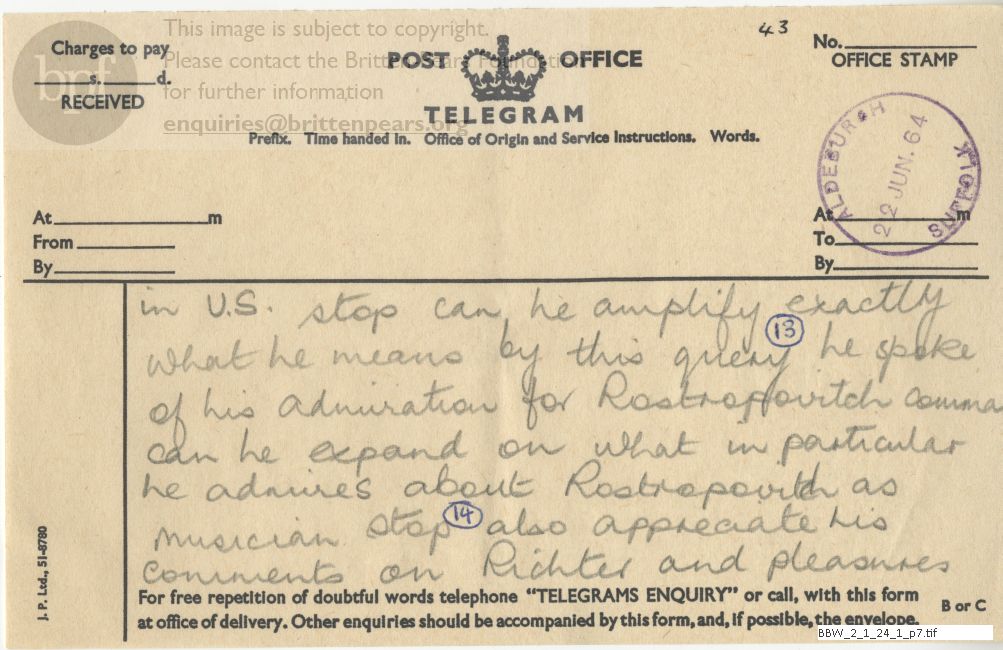 This image is subject to copyright.
Please contact the Britten-Pears Foundation
for further information
enquiries@brittenpears.org
bpf
43
Charges to pay
s. d.
RECEIVED
POST OFFICE
TELEGRAM
Prefix. Time handed in. Office of Origin and Service Instructions. Words.
No.
OFFICE STAMP
ALDEBURGH
22 JUN. 64
SUFFOLK
At m
From
By
At m
To
By
in U.S. stop can he amplify exactly
what he means by this query (13) he spoke
of his admiration for Rostropovitch comma
can he expand on what in particular
he admires about Rostropovitch as
musician stop (14) also appreciate his
comments on Richter and pleasures
J. P. Ltd., 51-8780
For free repetition of doubtful words telephone "TELEGRAMS ENQUIRY" or call, with this form
at office of delivery. Other enquiries should be accompanied by this form, and, if possible, the envelope.
B or C
BBW_2_1_24_1_p7.tif